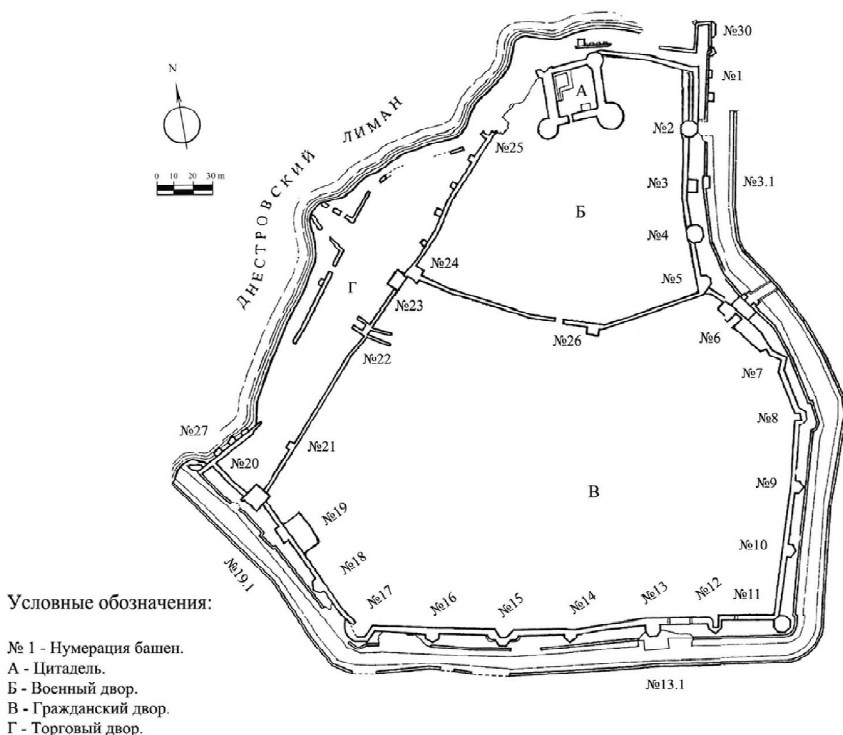 №30
№1
N
А
№2
ДНЕСТРОВСКИЙ ЛИМАН
№25
№3
№3.1
0 10 20 30 m
Б
№4
№24
№5
Г
№23
№26
№6
№22
№7
№8
№27
№21
№20
В
№9
№19
№10
№18
№19.1
№17
№16
№15
№14
№13
№12
№11
№13.1
Условные обозначения:
№ 1 - Нумерация башен.
А - Цитадель.
Б - Военный двор.
В - Гражданский двор.
Г - Торговый двор.